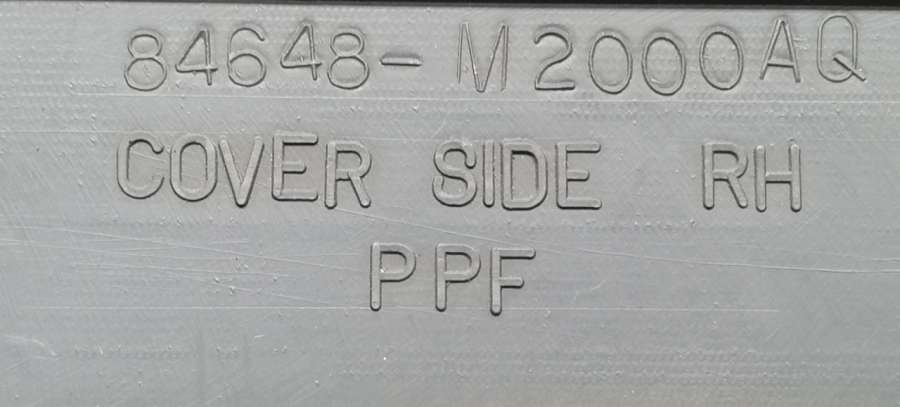 84648-M2000AQ
COVER SIDE RH
PPF